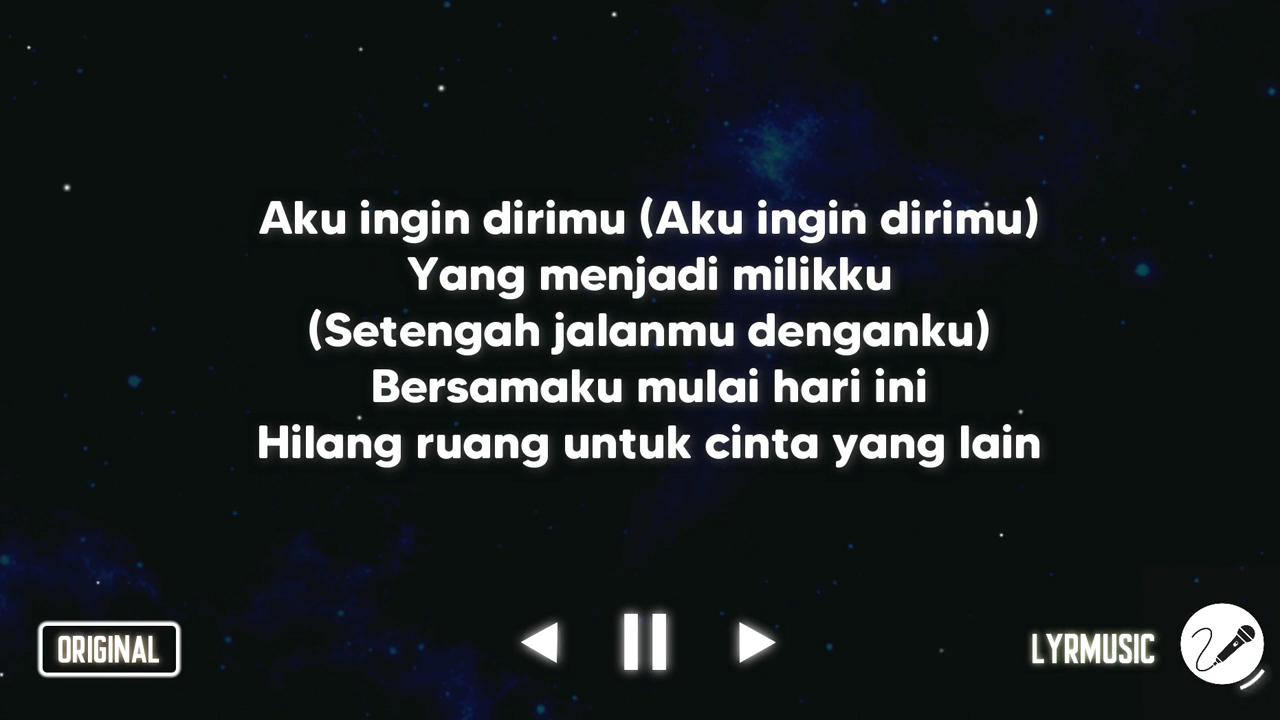 Aku ingin dirimu (Aku ingin dirimu)
Yang menjadi milikku
(Setengah jalanmu denganku)
Bersamaku mulai hari ini
Hilang ruang untuk cinta yang lain
ORIGINAL
LYRMUSIC